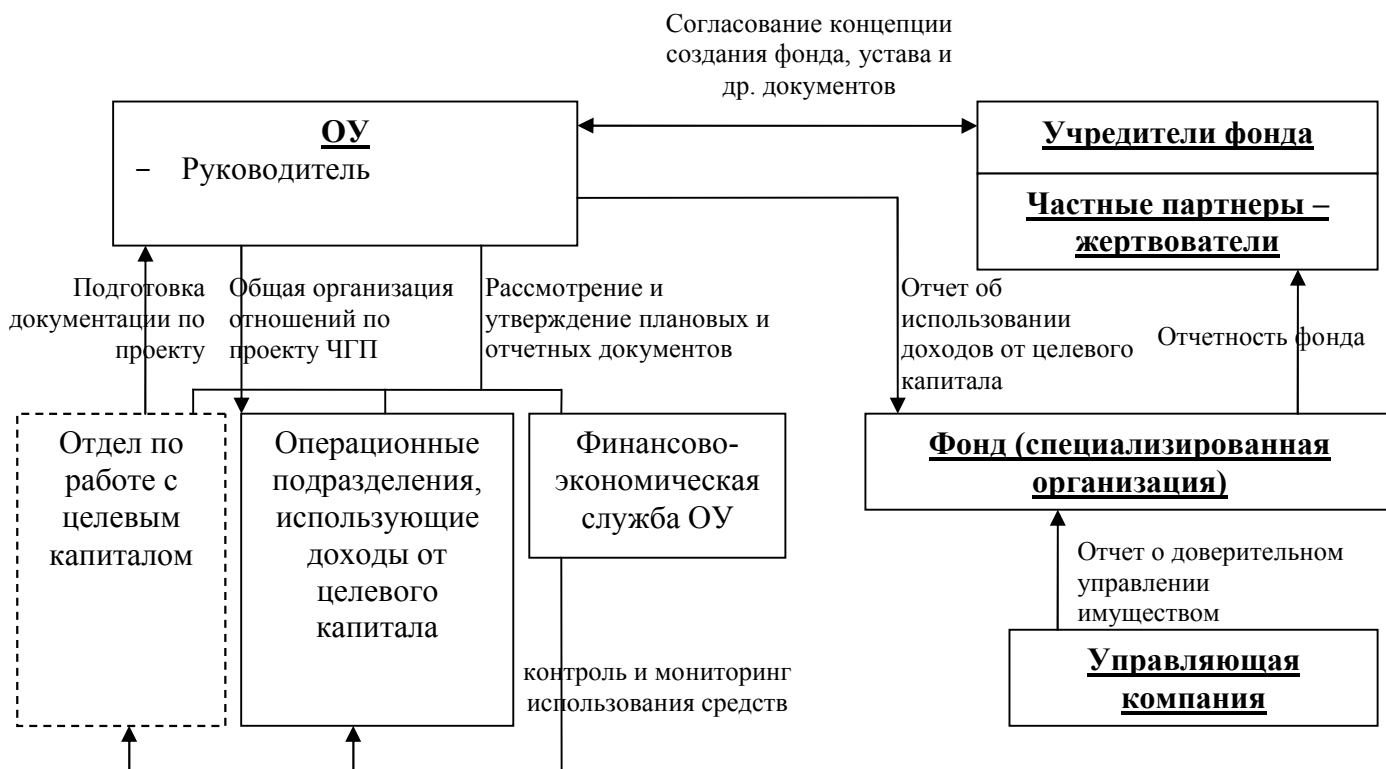 Согласование концепции
создания фонда, устава и
др. документов
ОУ
– Руководитель
Учредители фонда
Частные партнеры –
жертвователи
Подготовка
документации по
проекту
Общая организация
отношений по
проекту ЧГП
Рассмотрение и
утверждение плановых и
отчетных документов
Отчет об
использовании
доходов от целевого
капитала
Отчетность фонда
Отдел по
работе с
целевым
капиталом
Операционные
подразделения,
использующие
доходы от
целевого
капитала
Финансово-
экономическая
служба ОУ
Фонд (специализированная
организация)
Отчет о доверительном
управлении
имуществом
контроль и мониторинг
использования средств
Управляющая
компания